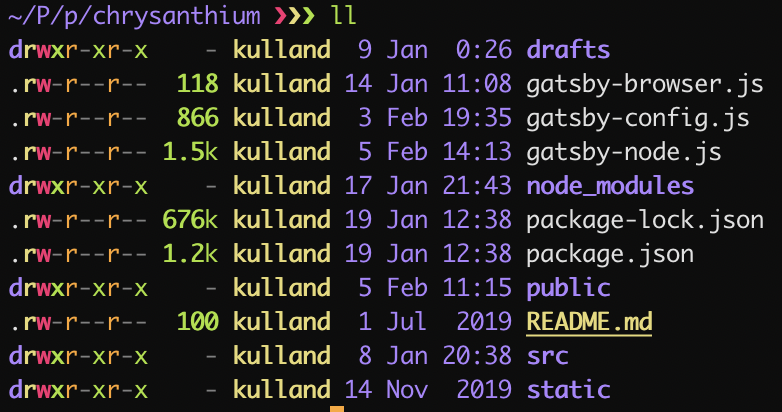 ~/P/p/chrysanthium ❯❯❯ ll
drwxr-xr-x    - kulland  9 Jan  0:26 drafts
.rw-r--r--  118 kulland 14 Jan 11:08 gatsby-browser.js
.rw-r--r--  866 kulland  3 Feb 19:35 gatsby-config.js
.rw-r--r-- 1.5k kulland  5 Feb 14:13 gatsby-node.js
drwxr-xr-x    - kulland 17 Jan 21:43 node_modules
.rw-r--r-- 676k kulland 19 Jan 12:38 package-lock.json
.rw-r--r-- 1.2k kulland 19 Jan 12:38 package.json
drwxr-xr-x    - kulland  5 Feb 11:15 public
.rw-r--r--  100 kulland  1 Jul  2019 README.md
drwxr-xr-x    - kulland  8 Jan 20:38 src
drwxr-xr-x    - kulland 14 Nov  2019 static